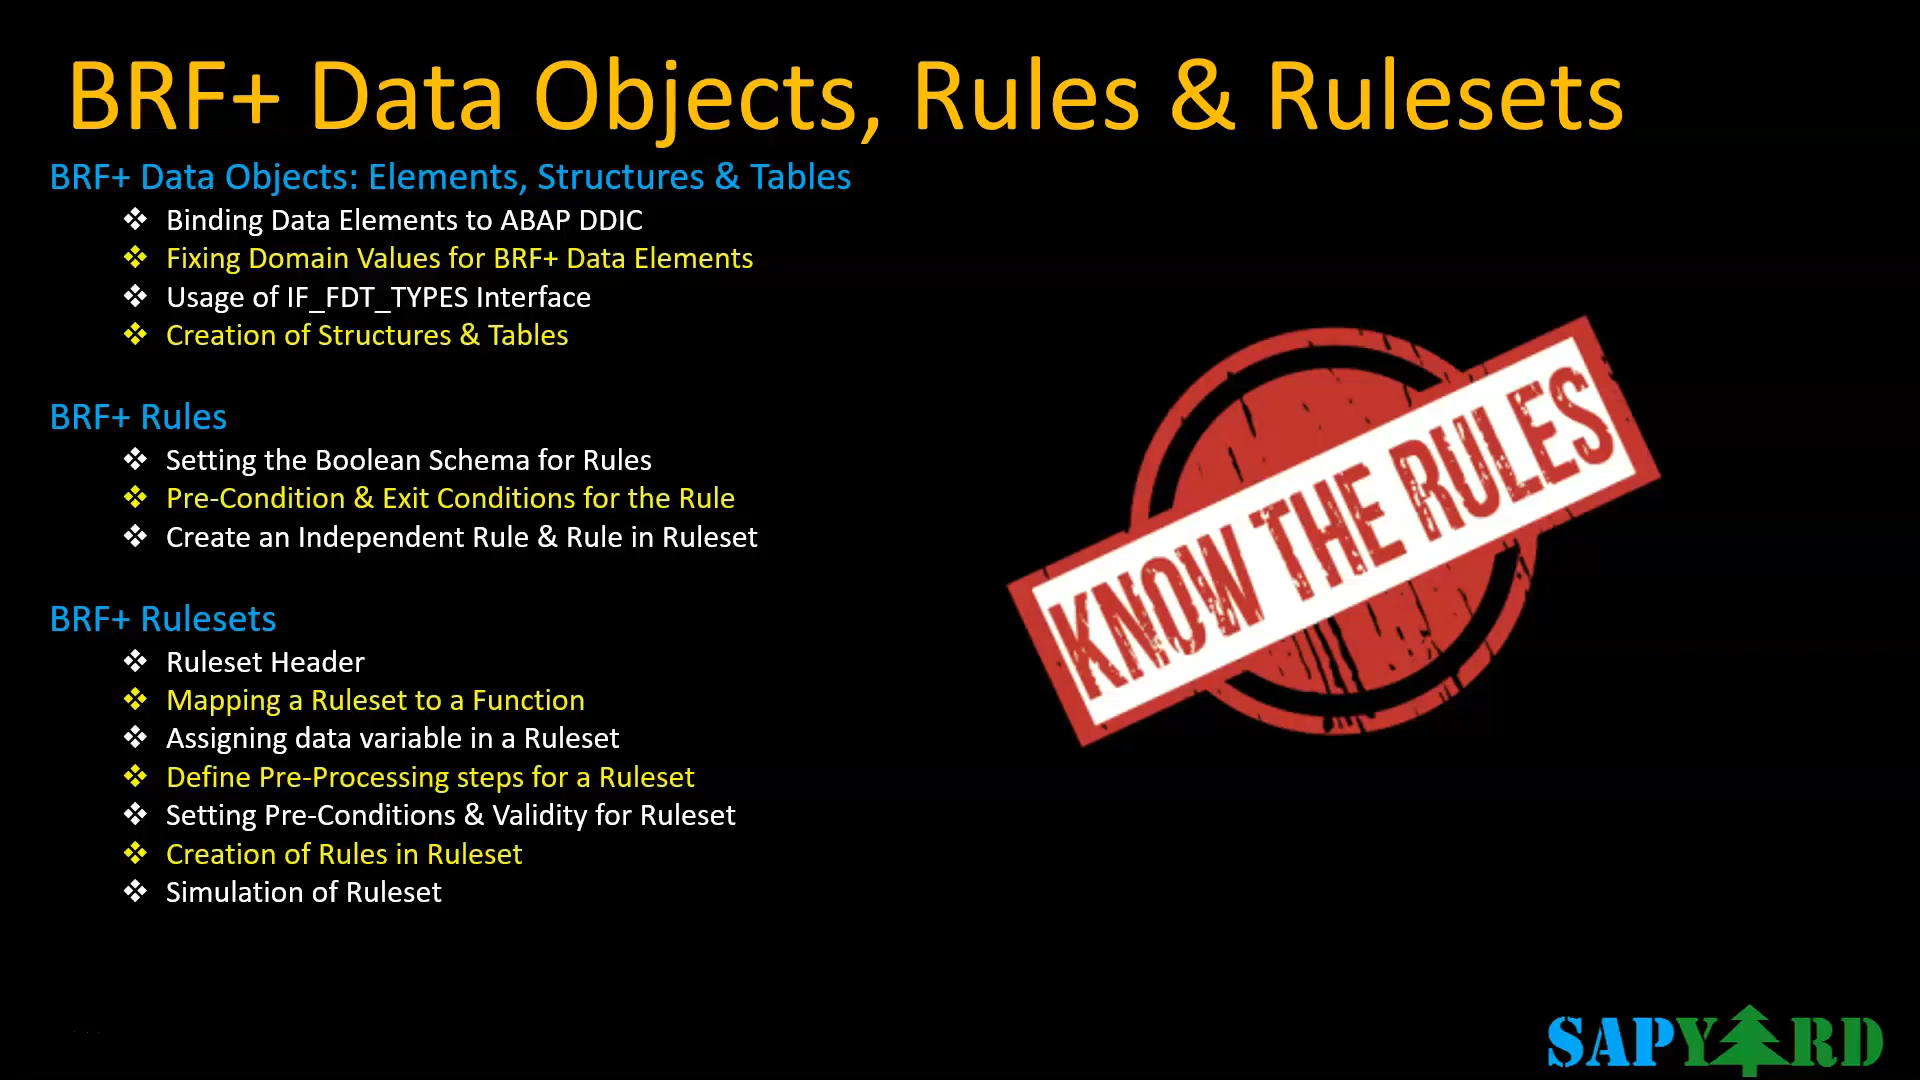 BRF+ Data Objects, Rules & Rulesets
BRF+ Data Objects: Elements, Structures & Tables
❖ Binding Data Elements to ABAP DDIC
❖ Fixing Domain Values for BRF+ Data Elements
❖ Usage of IF_FDT_TYPES Interface
❖ Creation of Structures & Tables
BRF+ Rules
❖ Setting the Boolean Schema for Rules
❖ Pre-Condition & Exit Conditions for the Rule
❖ Create an Independent Rule & Rule in Ruleset
BRF+ Rulesets
❖ Ruleset Header
❖ Mapping a Ruleset to a Function
❖ Assigning data variable in a Ruleset
❖ Define Pre-Processing steps for a Ruleset
❖ Setting Pre-Conditions & Validity for Ruleset
❖ Creation of Rules in Ruleset
❖ Simulation of Ruleset
KNOW THE RULES
SAPYARD